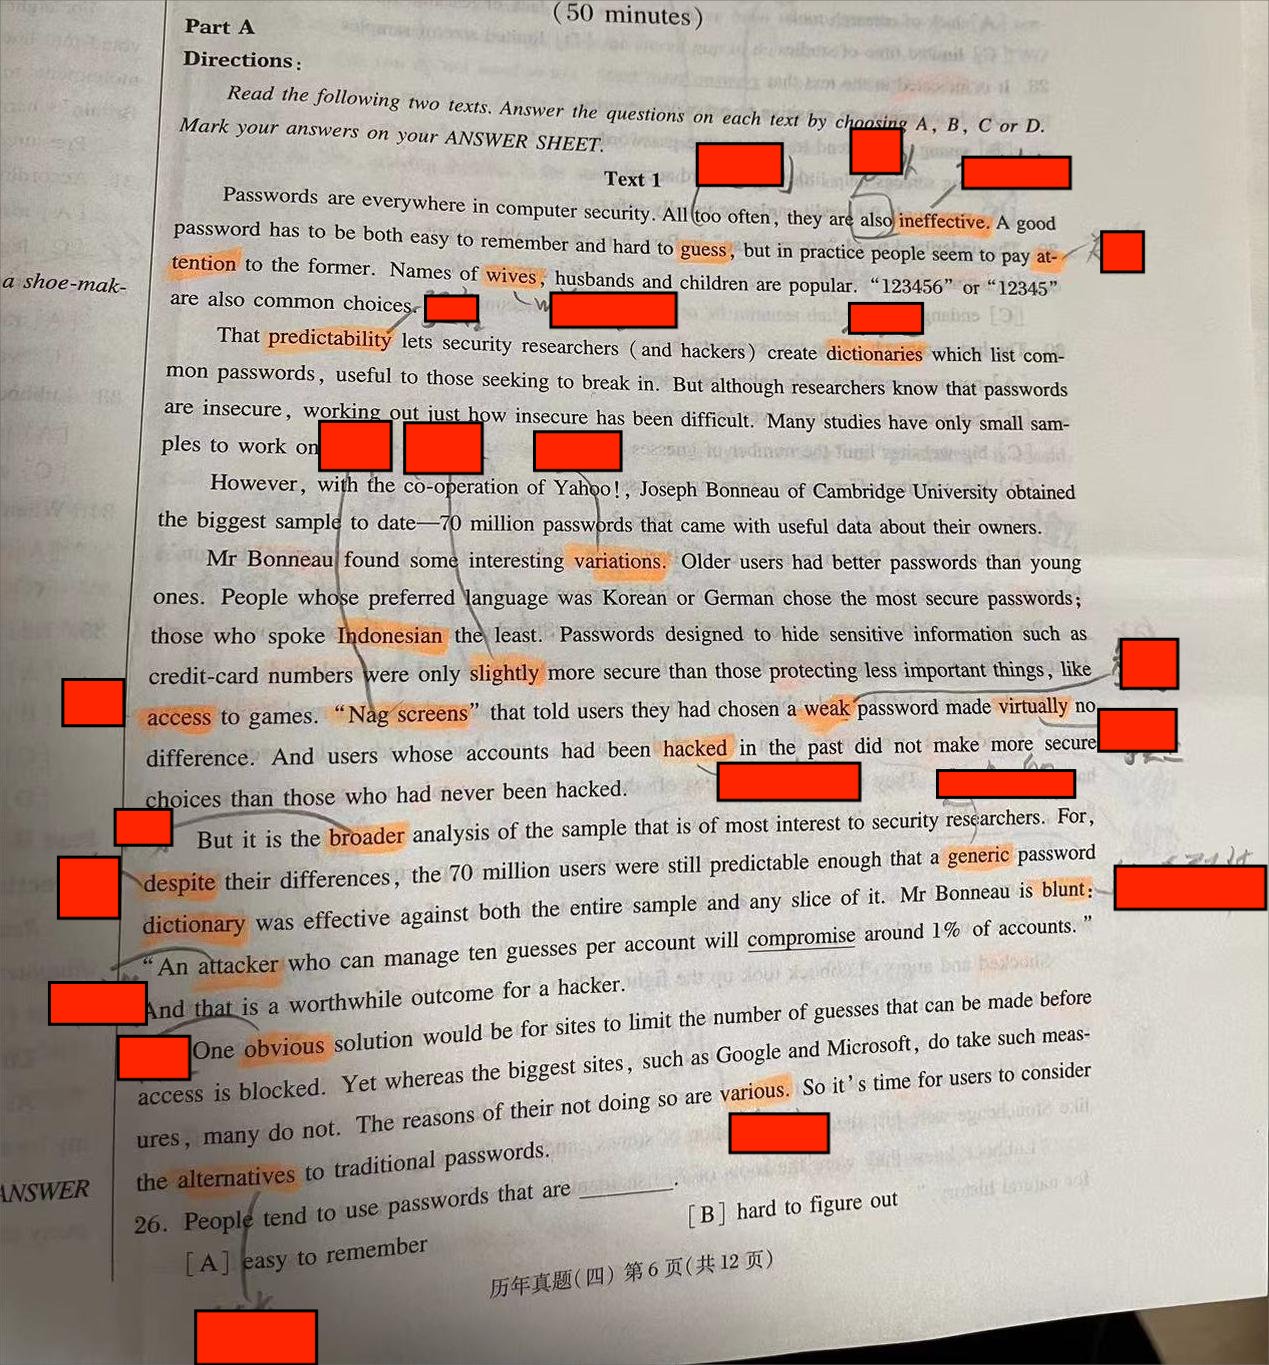 (50 minutes)
Part A
Directions:
Read the following two texts. Answer the questions on each text by choosing A, B, C or D.
Mark your answers on your ANSWER SHEET.
Text 1
Passwords are everywhere in computer security. All too often, they are also ineffective. A good
password has to be both easy to remember and hard to guess, but in practice people seem to pay at-
tention to the former. Names of wives, husbands and children are popular. "123456" or "12345"
are also common choices.
That predictability lets security researchers (and hackers) create dictionaries which list com-
mon passwords, useful to those seeking to break in. But although researchers know that passwords
are insecure, working out just how insecure has been difficult. Many studies have only small sam-
ples to work on
However, with the co-operation of Yahoo!, Joseph Bonneau of Cambridge University obtained
the biggest sample to date—70 million passwords that came with useful data about their owners.
Mr Bonneau found some interesting variations. Older users had better passwords than young
ones. People whose preferred language was Korean or German chose the most secure passwords;
those who spoke Indonesian the least. Passwords designed to hide sensitive information such as
credit-card numbers were only slightly more secure than those protecting less important things, like
access to games. "Nag screens" that told users they had chosen a weak password made virtually no
difference. And users whose accounts had been hacked in the past did not make more secure
choices than those who had never been hacked.
But it is the broader analysis of the sample that is of most interest to security researchers. For,
despite their differences, the 70 million users were still predictable enough that a generic password
dictionary was effective against both the entire sample and any slice of it. Mr Bonneau is blunt:
"An attacker who can manage ten guesses per account will compromise around 1% of accounts."
And that is a worthwhile outcome for a hacker.
One obvious solution would be for sites to limit the number of guesses that can be made before
access is blocked. Yet whereas the biggest sites, such as Google and Microsoft, do take such meas-
ures, many do not. The reasons of their not doing so are various. So it's time for users to consider
the alternatives to traditional passwords.
26. People tend to use passwords that are ________.
[A] easy to remember [B] hard to figure out
历年真题(四) 第6页(共12页)
a shoe-mak-
ANSWER